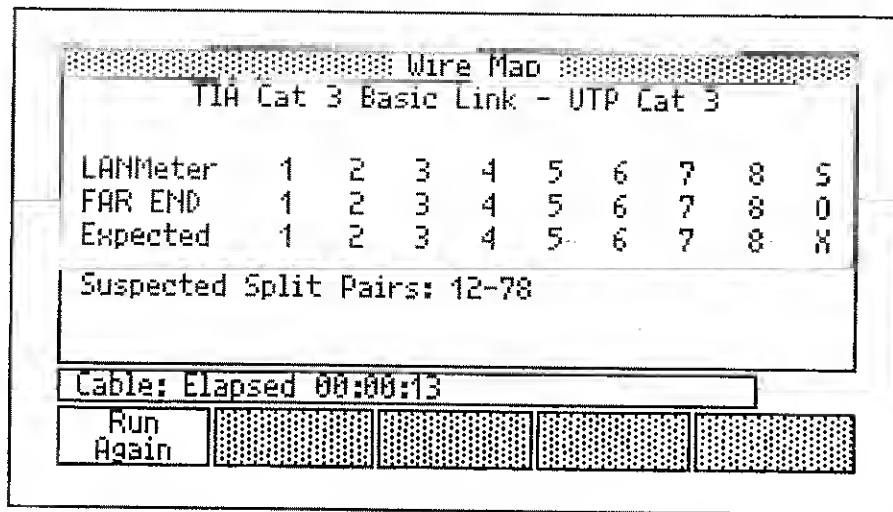 Wire Map
TIA Cat 3 Basic Link - UTP Cat 3
LANMeter 1 2 3 4 5 6 7 8 S
FAR END 1 2 3 4 5 6 7 8 O
Expected 1 2 3 4 5 6 7 8 X
Suspected Split Pairs: 12-78
Cable: Elapsed 00:00:13
Run
Again